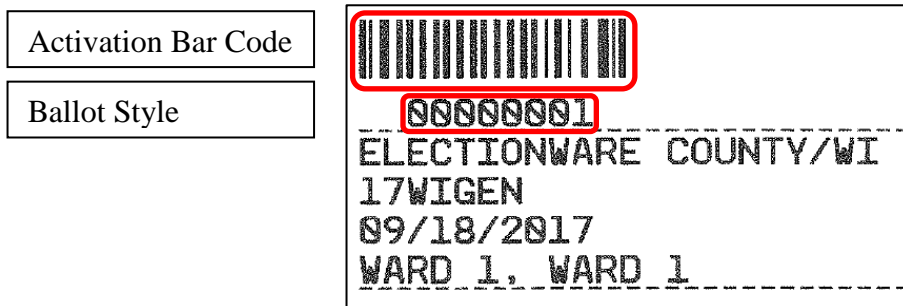 Activation Bar Code
Ballot Style
00000001
ELECTIONWARE COUNTY/WI
17WIGEN
09/18/2017
WARD 1, WARD 1